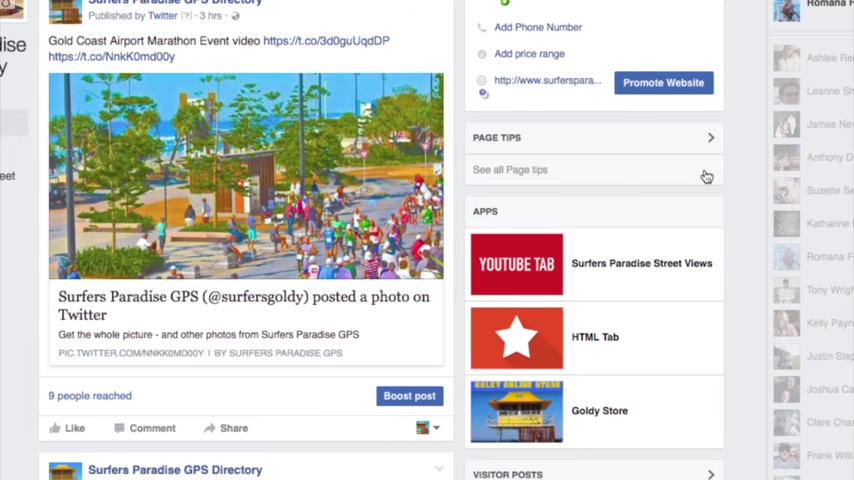 Surfers Paradise GPS Directory
Published by Twitter [?] · 3 hrs ·
Gold Coast Airport Marathon Event video https://t.co/3d0guUqdDP
https://t.co/NnkK0md00y
Surfers Paradise GPS (@surfersgoldy) posted a photo on
Twitter
Get the whole picture - and other photos from Surfers Paradise GPS
PIC.TWITTER.COM/NNKK0MD00Y | BY SURFERS PARADISE GPS
9 people reached
Boost post
Like
Comment
Share
Surfers Paradise GPS Directory
Add Phone Number
Add price range
http://www.surferspara...
Promote Website
PAGE TIPS
See all Page tips
APPS
YOUTUBE TAB
Surfers Paradise Street Views
HTML Tab
GOLDY ONLINE STORE
Goldy Store
VISITOR POSTS
Romana F
Ashlee Re
Leanne Sh
James Nev
Anthony D
Suzette Se
Katharine
Romana F
Tony Wrigh
Kelly Payn
Justin Step
Joshua Ca
Clare Char
Frank Willi